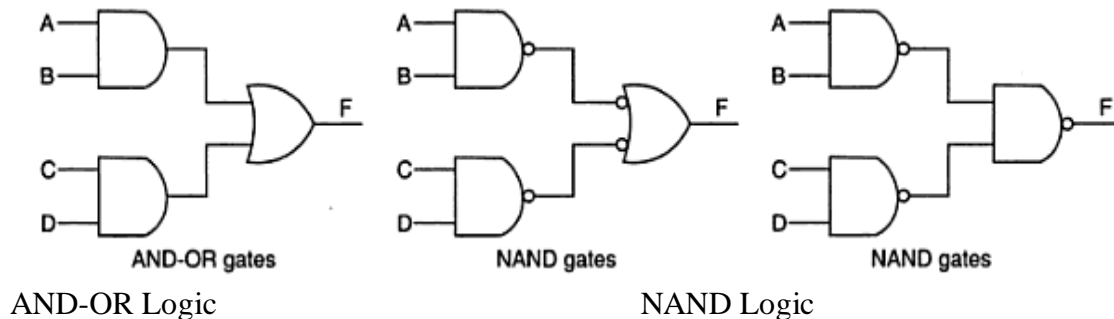 A
B
C
D
F
AND-OR gates
A
B
C
D
F
NAND gates
A
B
C
D
F
NAND gates
AND-OR Logic
NAND Logic